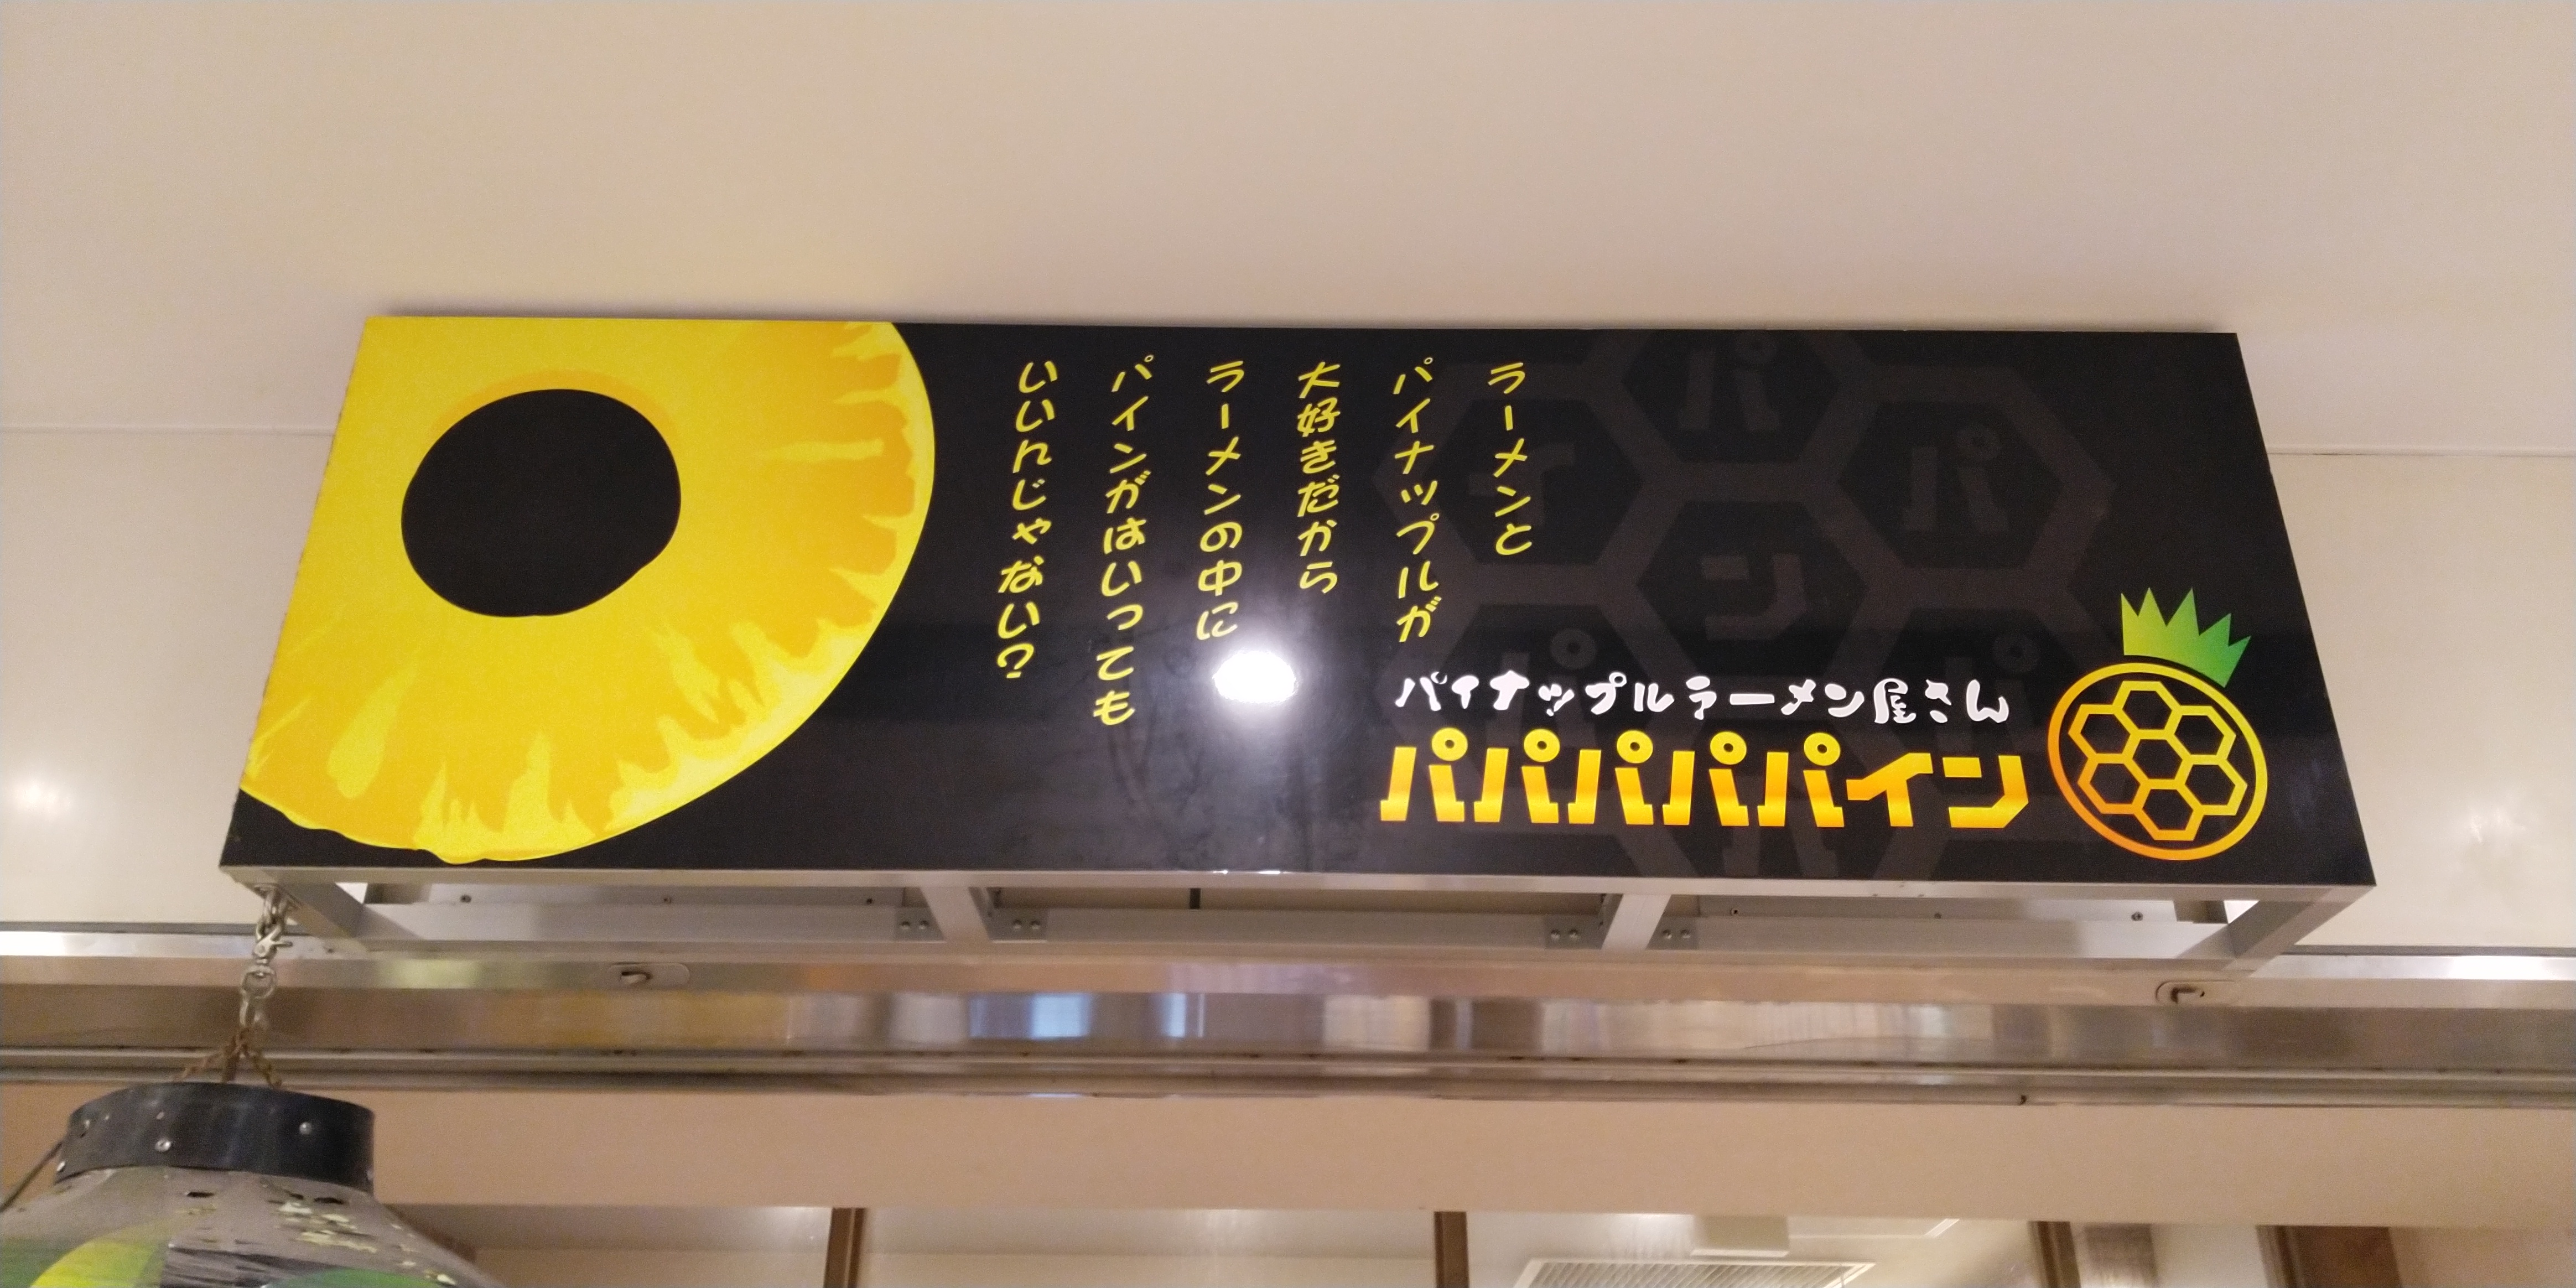 ラーメンと
パイナップルが
大好きだから
ラーメンの中に
パインがはいっても
いいんじゃない?
パイナップルラーメン屋さん
パパパパパイン